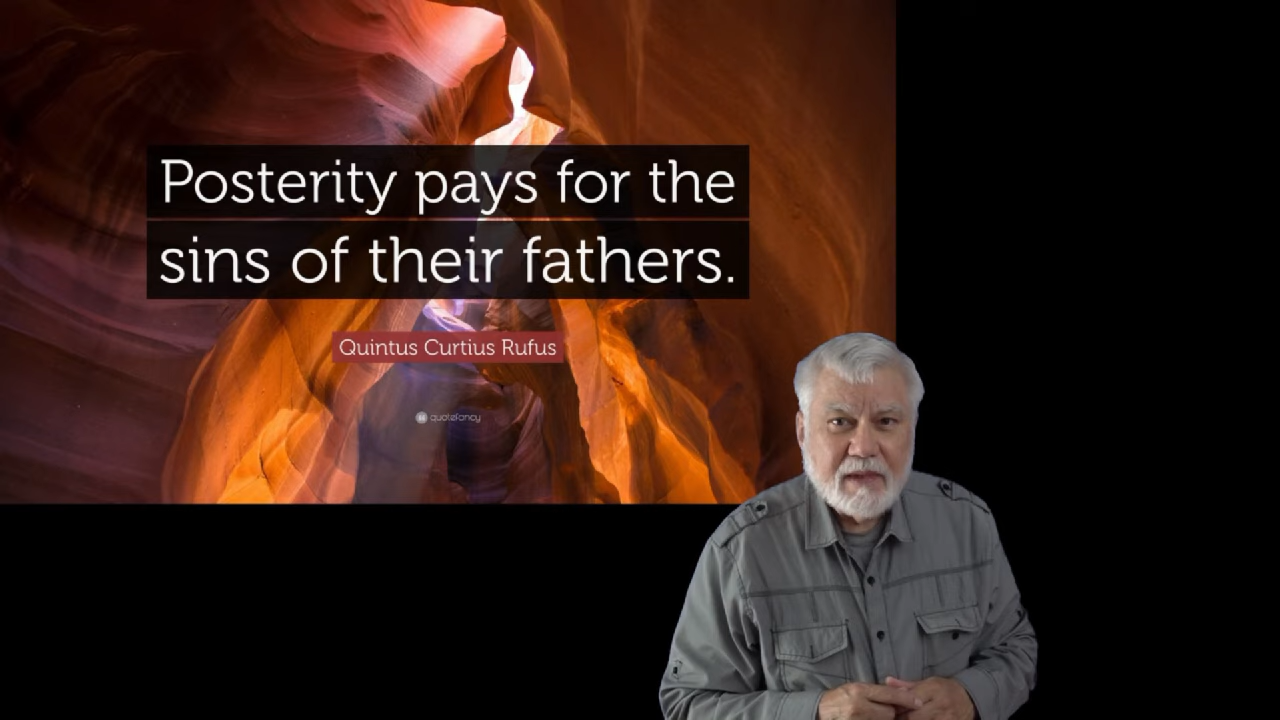 Posterity pays for the
sins of their fathers.
Quintus Curtius Rufus
quotefancy